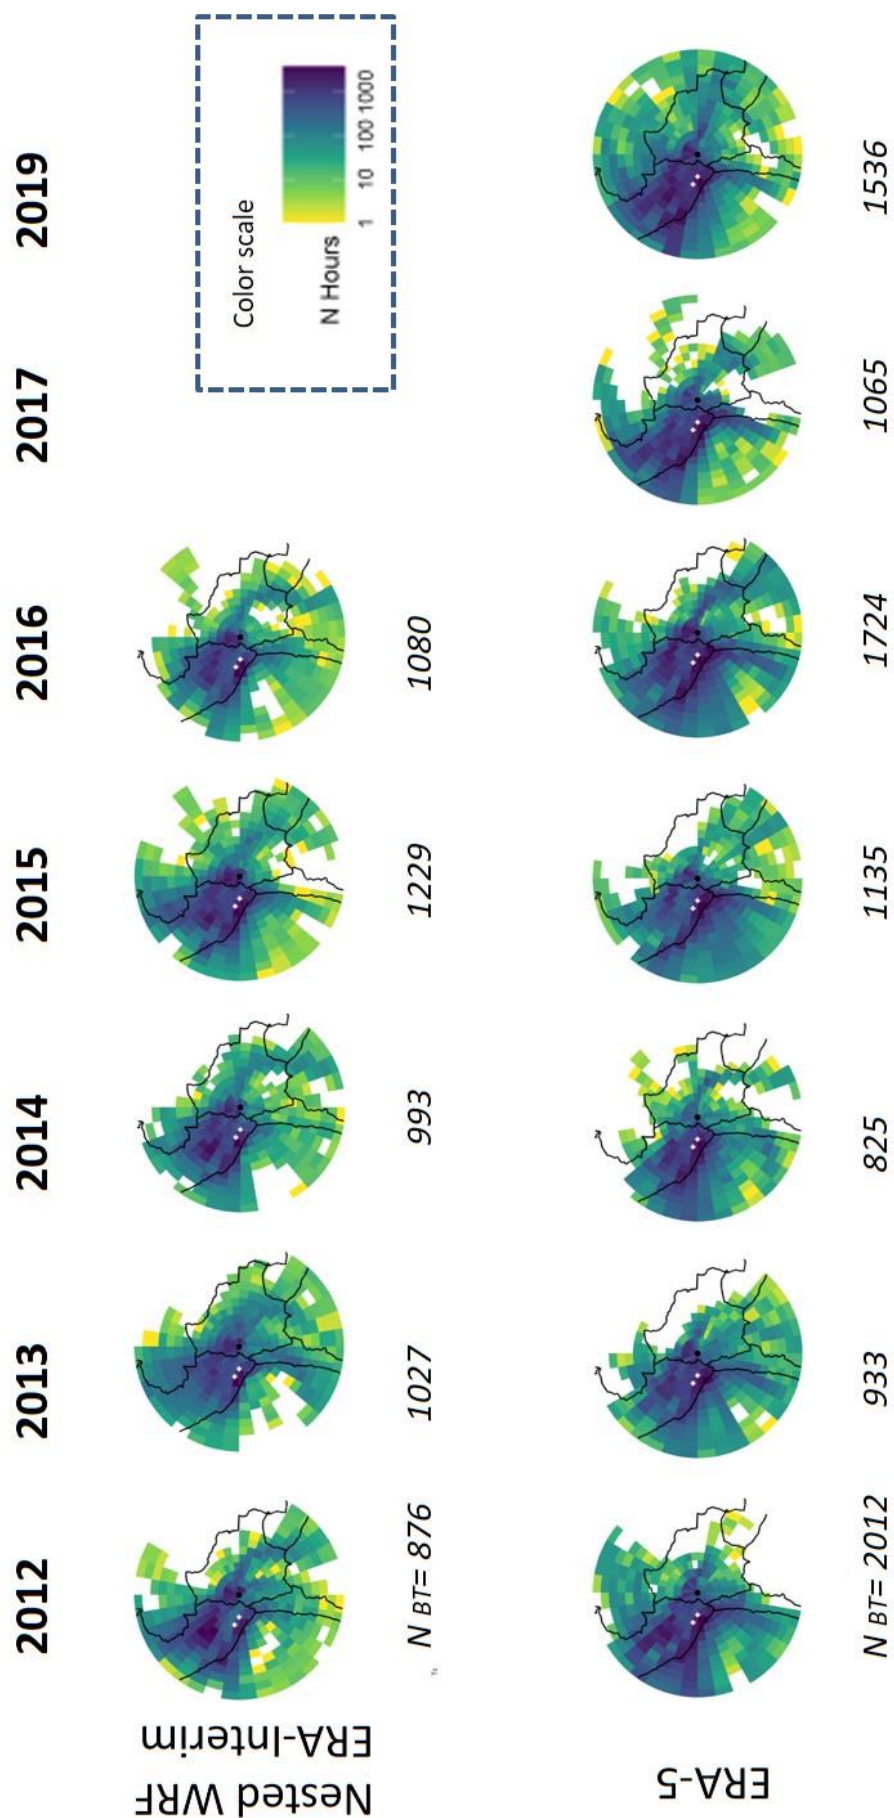 2012 2013 2014 2015 2016 2017 2019
Color scale
N Hours
1 10 100 1000
Nested WRF
ERA-Interim
N BT= 876 1027 993 1229 1080
ERA-5
N BT= 2012 933 825 1135 1724 1065 1536